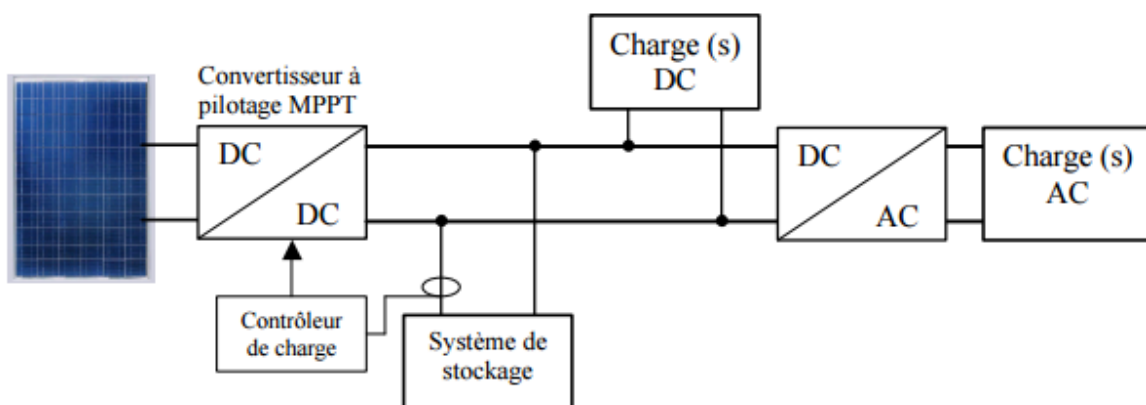 Convertisseur à
pilotage MPPT
DC
DC
Charge (s)
DC
DC
AC
Charge (s)
AC
Contrôleur
de charge
Système de
stockage